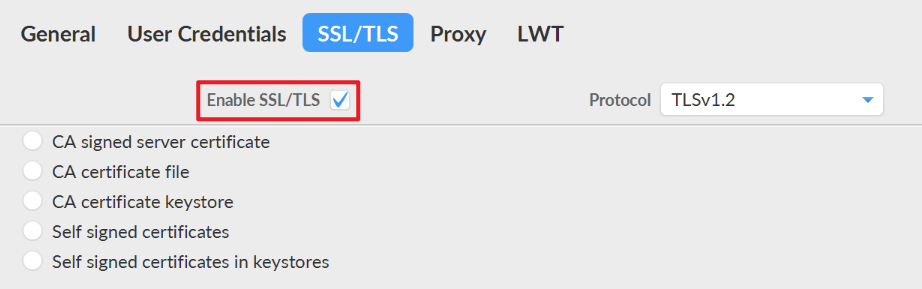 General User Credentials SSL/TLS Proxy LWT
Enable SSL/TLS Protocol TLSv1.2
CA signed server certificate
CA certificate file
CA certificate keystore
Self signed certificates
Self signed certificates in keystores